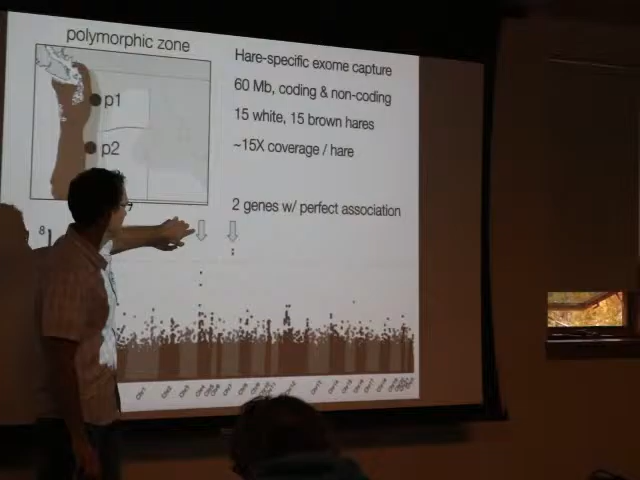 polymorphic zone
p1
p2
Hare-specific exome capture
60 Mb, coding & non-coding
15 white, 15 brown hares
~15X coverage / hare
2 genes w/ perfect association
8